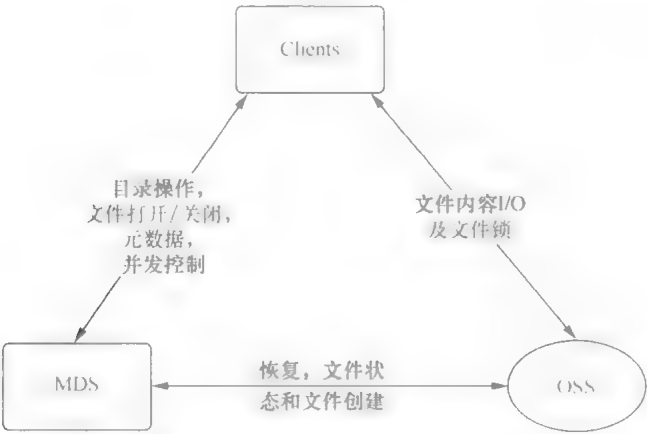 Clients
目录操作，
文件打开/关闭，
元数据，
并发控制
文件内容I/O
及文件锁
MDS
恢复，文件状
态和文件创建
OSS